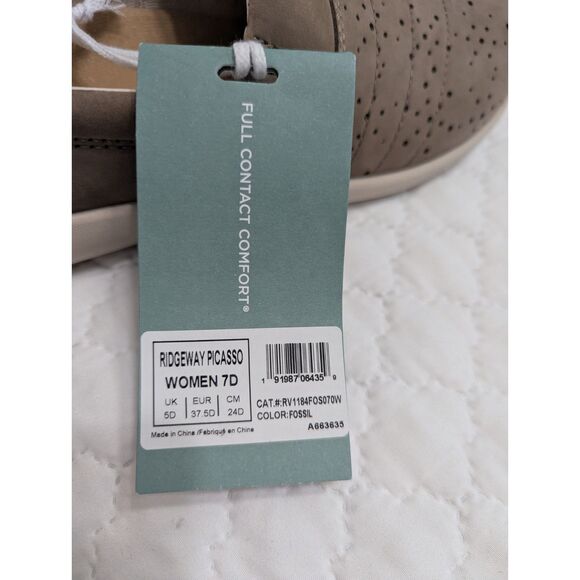 FULL CONTACT COMFORT®
RIDGEWAY PICASSO
WOMEN 7D
UK EUR CM
5D 37.5D 24D
Made in China /Fabriqué en China
1 91987 06435 9
CAT.#:RV1184FOS070W
COLOR:FOSSIL
A663635